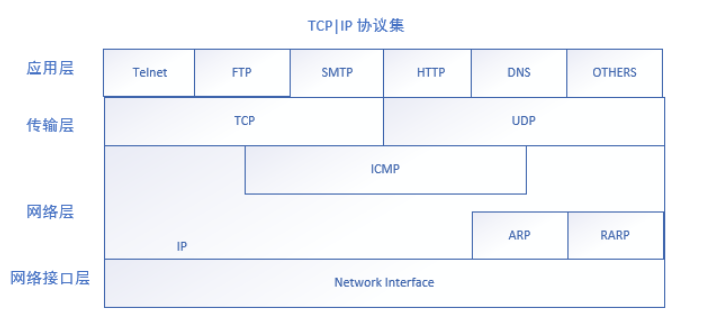 TCP|IP 协议集
应用层 Telnet FTP SMTP HTTP DNS OTHERS
传输层 TCP UDP
ICMP
网络层
ARP RARP
IP
网络接口层 Network Interface